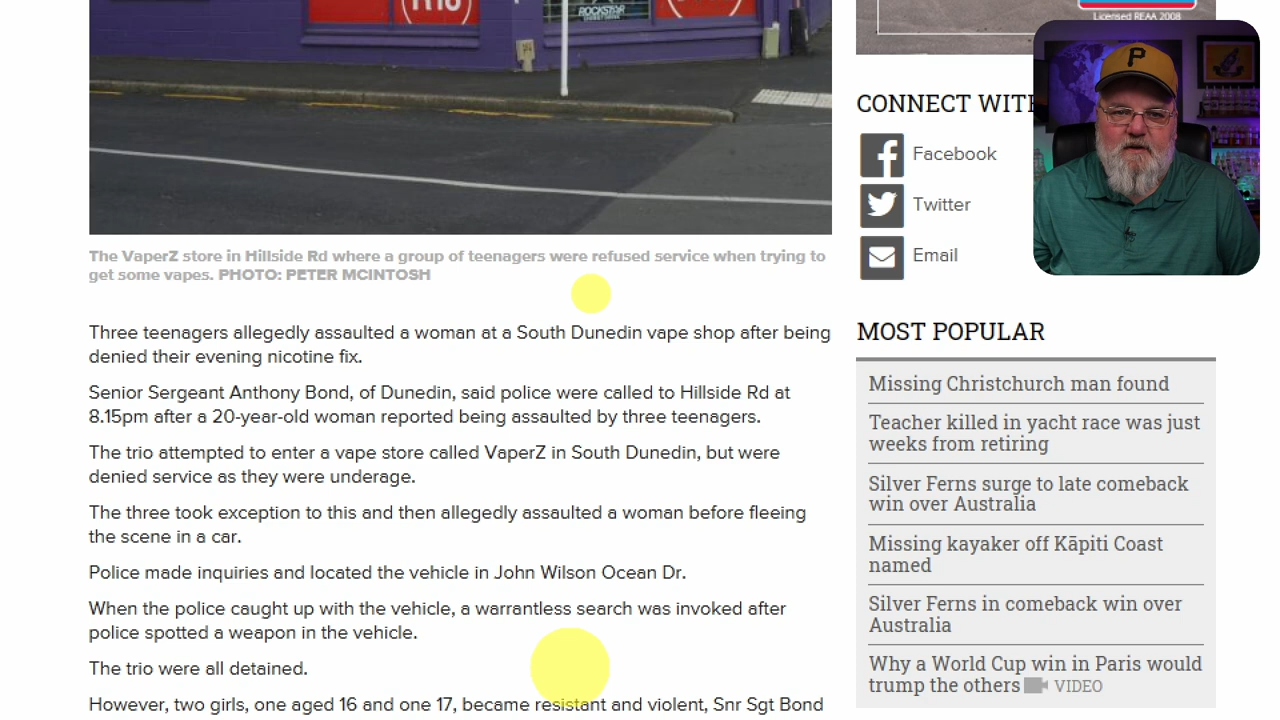 R18
ROCKSTAR
Licensed REAA 2008
P
CONNECT WITH
Facebook
Twitter
Email
The VaperZ store in Hillside Rd where a group of teenagers were refused service when trying to
get some vapes. PHOTO: PETER MCINTOSH
Three teenagers allegedly assaulted a woman at a South Dunedin vape shop after being
denied their evening nicotine fix.
Senior Sergeant Anthony Bond, of Dunedin, said police were called to Hillside Rd at
8.15pm after a 20-year-old woman reported being assaulted by three teenagers.
The trio attempted to enter a vape store called VaperZ in South Dunedin, but were
denied service as they were underage.
The three took exception to this and then allegedly assaulted a woman before fleeing
the scene in a car.
Police made inquiries and located the vehicle in John Wilson Ocean Dr.
When the police caught up with the vehicle, a warrantless search was invoked after
police spotted a weapon in the vehicle.
The trio were all detained.
However, two girls, one aged 16 and one 17, became resistant and violent, Snr Sgt Bond
MOST POPULAR
Missing Christchurch man found
Teacher killed in yacht race was just
weeks from retiring
Silver Ferns surge to late comeback
win over Australia
Missing kayaker off Kāpiti Coast
named
Silver Ferns in comeback win over
Australia
Why a World Cup win in Paris would
trump the others VIDEO